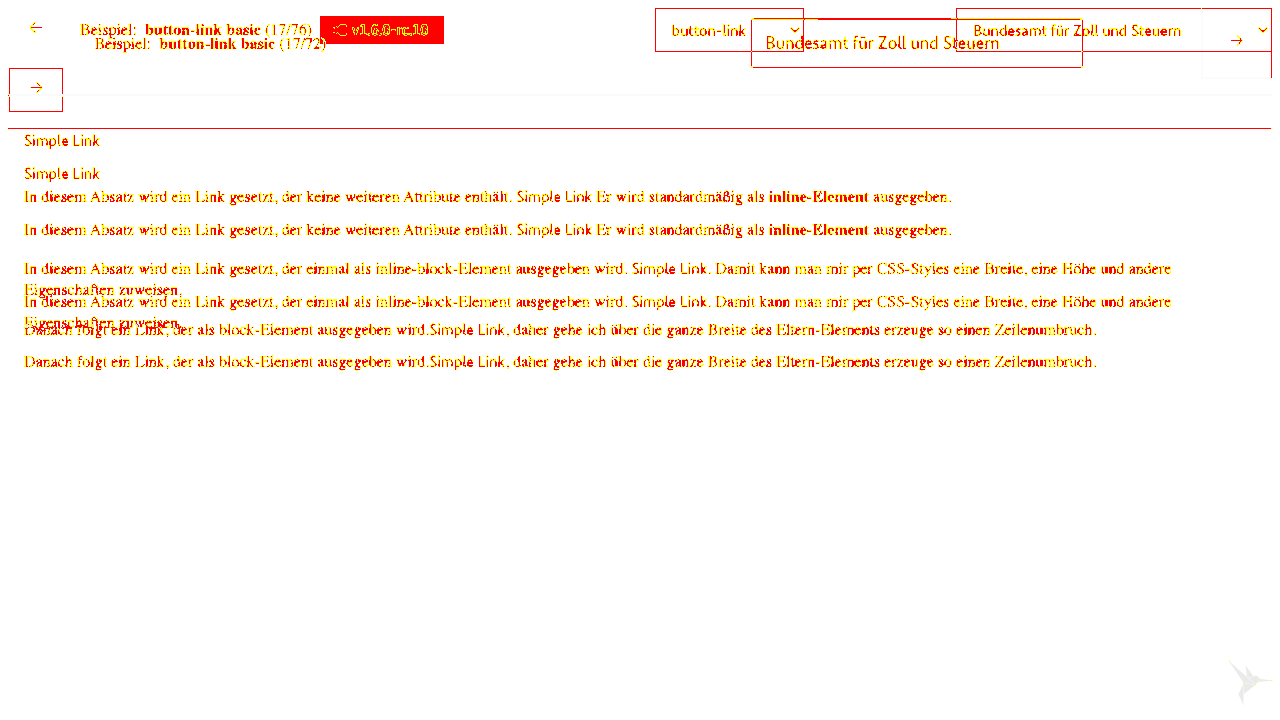 Beispiel: button-link basic (17/76) v1.6.0-rc.10 button-link Bundesamt für Zoll und Steuern
Beispiel: button-link basic (17/72) Bundesamt für Zoll und Steuern
Simple Link
Simple Link
In diesem Absatz wird ein Link gesetzt, der keine weiteren Attribute enthält. Simple Link Er wird standardmäßig als inline-Element ausgegeben.
In diesem Absatz wird ein Link gesetzt, der keine weiteren Attribute enthält. Simple Link Er wird standardmäßig als inline-Element ausgegeben.
In diesem Absatz wird ein Link gesetzt, der einmal als inline-block-Element ausgegeben wird. Simple Link. Damit kann man mir per CSS-Styles eine Breite, eine Höhe und andere
Eigenschaften zuweisen.
In diesem Absatz wird ein Link gesetzt, der einmal als inline-block-Element ausgegeben wird. Simple Link. Damit kann man mir per CSS-Styles eine Breite, eine Höhe und andere
Eigenschaften zuweisen.
Danach folgt ein Link, der als block-Element ausgegeben wird.Simple Link, daher gehe ich über die ganze Breite des Eltern-Elements erzeuge so einen Zeilenumbruch.
Danach folgt ein Link, der als block-Element ausgegeben wird.Simple Link, daher gehe ich über die ganze Breite des Eltern-Elements erzeuge so einen Zeilenumbruch.